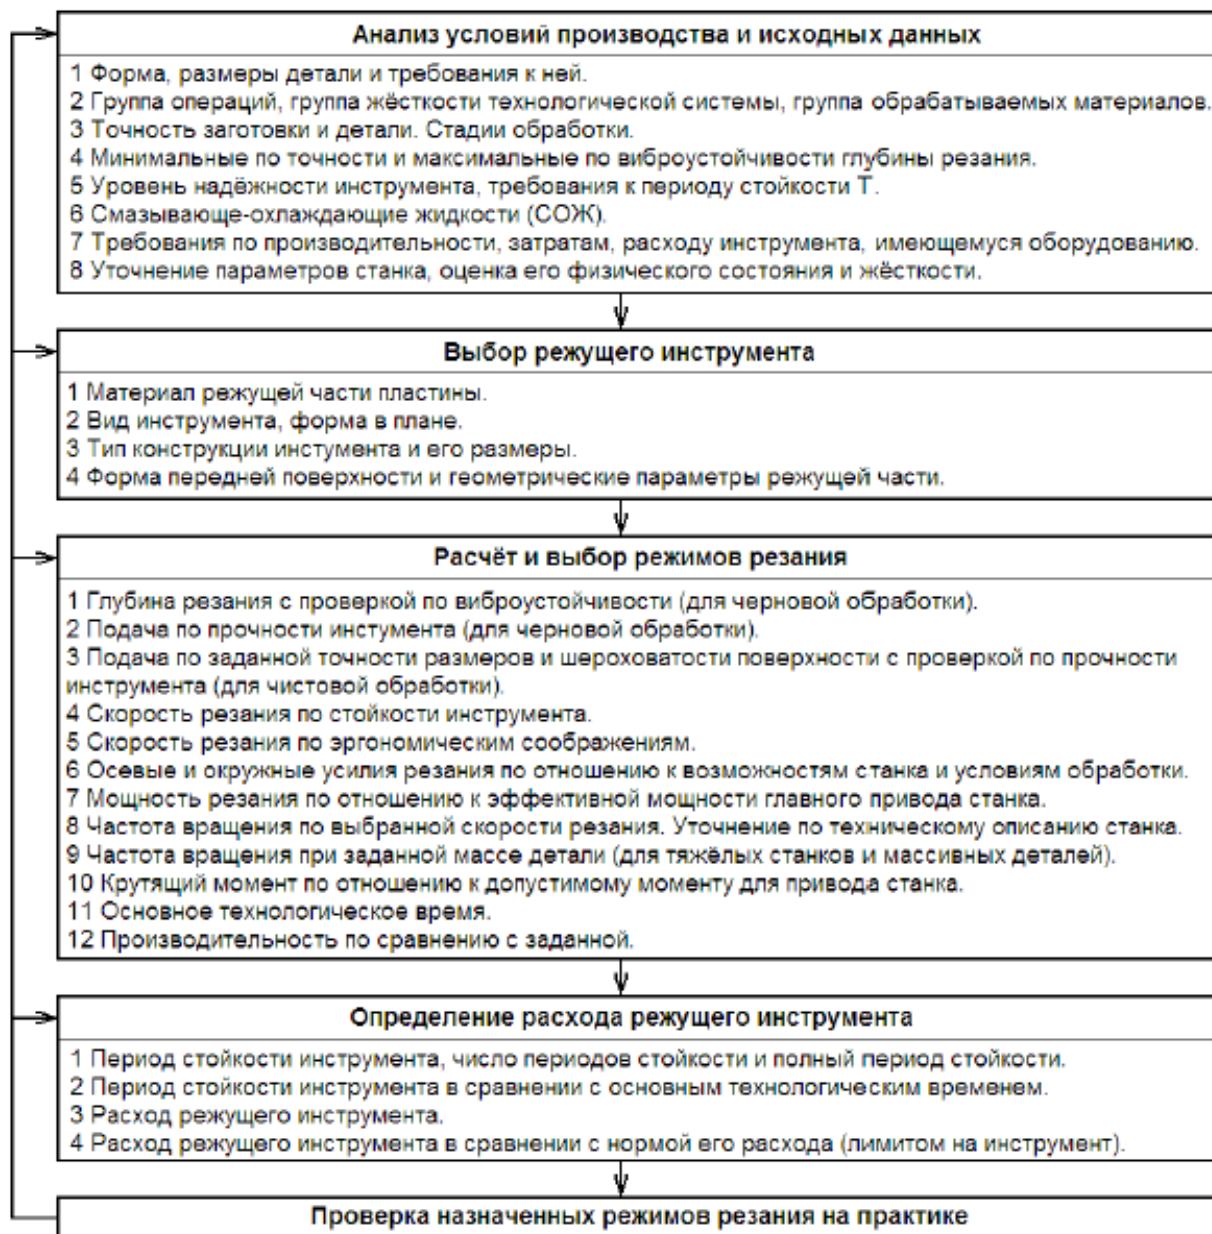 Анализ условий производства и исходных данных
1 Форма, размеры детали и требования к ней.
2 Группа операций, группа жёсткости технологической системы, группа обрабатываемых материалов.
3 Точность заготовки и детали. Стадии обработки.
4 Минимальные по точности и максимальные по виброустойчивости глубины резания.
5 Уровень надёжности инструмента, требования к периоду стойкости Т.
6 Смазывающе-охлаждающие жидкости (СОЖ).
7 Требования по производительности, затратам, расходу инструмента, имеющемуся оборудованию.
8 Уточнение параметров станка, оценка его физического состояния и жёсткости.
Выбор режущего инструмента
1 Материал режущей части пластины.
2 Вид инструмента, форма в плане.
3 Тип конструкции инстумента и его размеры.
4 Форма передней поверхности и геометрические параметры режущей части.
Расчёт и выбор режимов резания
1 Глубина резания с проверкой по виброустойчивости (для черновой обработки).
2 Подача по прочности инстумента (для черновой обработки).
3 Подача по заданной точности размеров и шероховатости поверхности с проверкой по прочности
инструмента (для чистовой обработки).
4 Скорость резания по стойкости инструмента.
5 Скорость резания по эргономическим соображениям.
6 Осевые и окружные усилия резания по отношению к возможностям станка и условиям обработки.
7 Мощность резания по отношению к эффективной мощности главного привода станка.
8 Частота вращения по выбранной скорости резания. Уточнение по техническому описанию станка.
9 Частота вращения при заданной массе детали (для тяжёлых станков и массивных деталей).
10 Крутящий момент по отношению к допустимому моменту для привода станка.
11 Основное технологическое время.
12 Производительность по сравнению с заданной.
Определение расхода режущего инструмента
1 Период стойкости инструмента, число периодов стойкости и полный период стойкости.
2 Период стойкости инструмента в сравнении с основным технологическим временем.
3 Расход режущего инструмента.
4 Расход режущего инструмента в сравнении с нормой его расхода (лимитом на инструмент).
Проверка назначенных режимов резания на практике